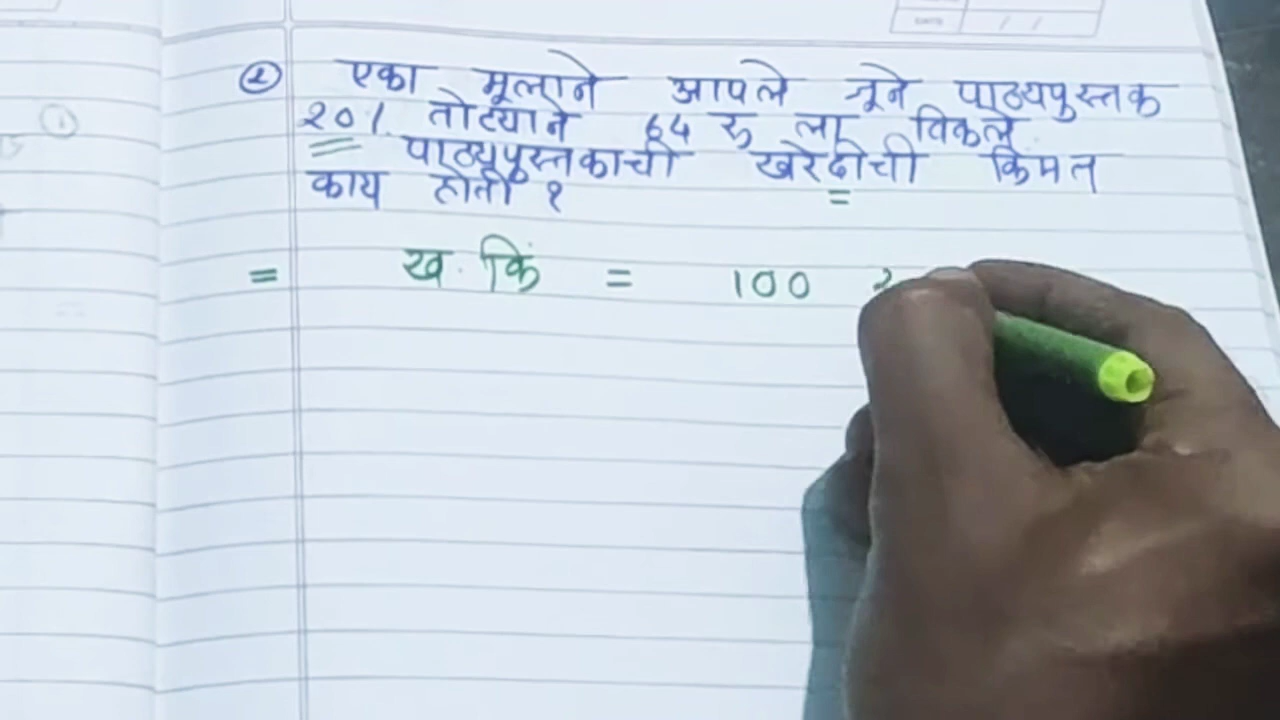 ② एका मूलाने आपले जूने पाठ्यपुस्तक
20%. तोट्याने 64 रु ला विकले
पाठ्यपुस्तकाची खरेदीची किंमत
काय होती ?
= ख. किं = 100